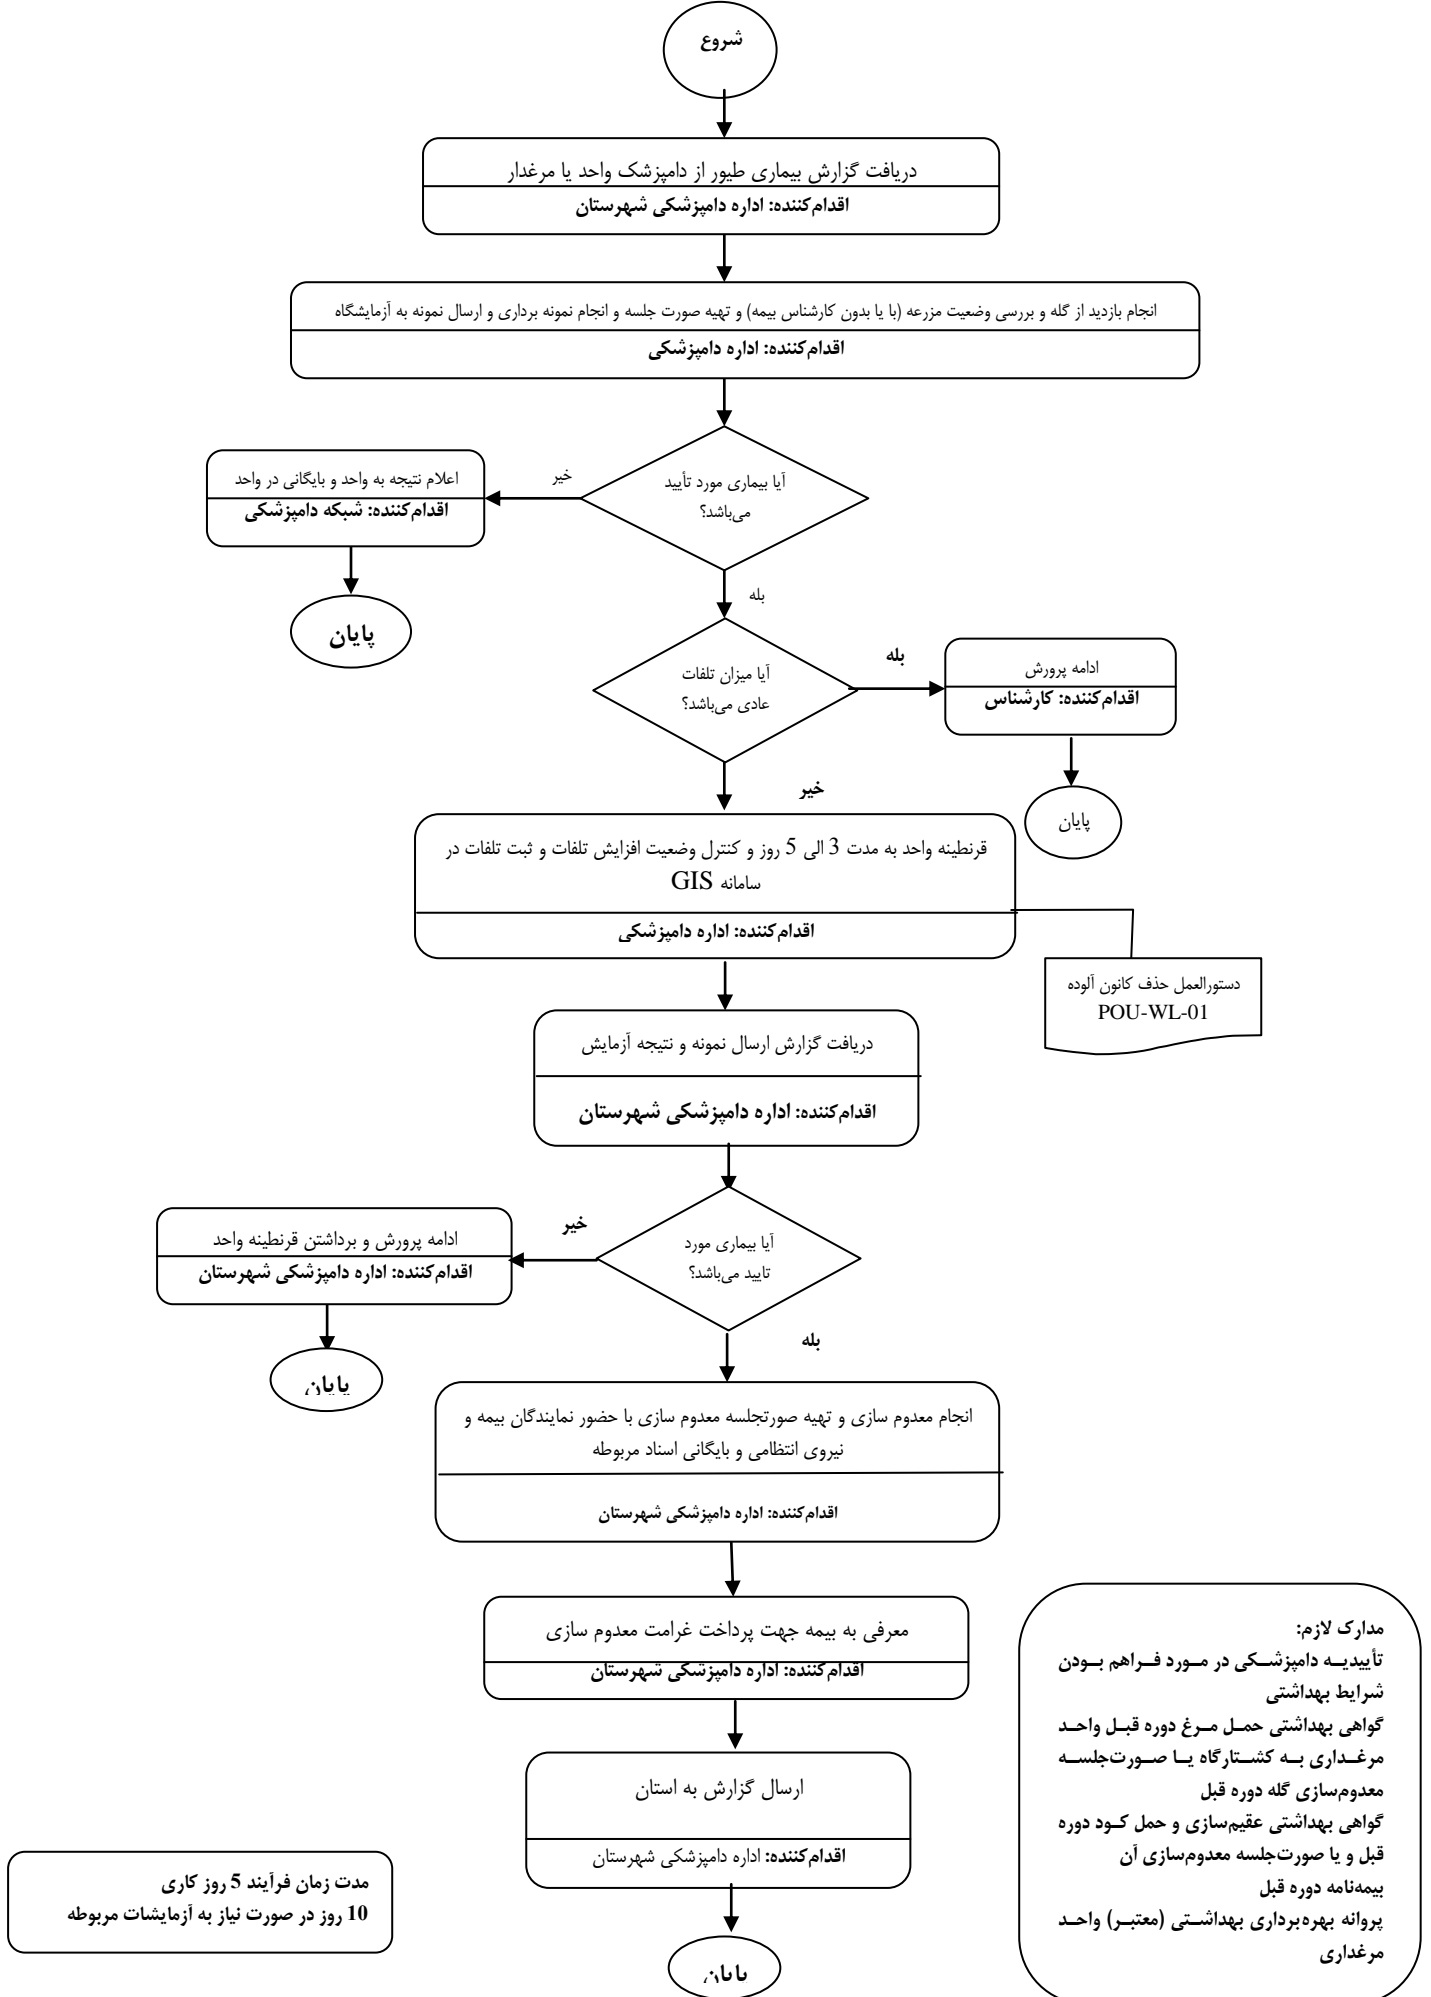 شروع
دریافت گزارش بیماری طیور از دامپزشک واحد یا مرغدار
اقدام‌کننده: اداره دامپزشکی شهرستان
انجام بازدید از گله و بررسی وضعیت مزرعه (با یا بدون کارشناس بیمه) و تهیه صورت جلسه و انجام نمونه برداری و ارسال نمونه به آزمایشگاه
اقدام‌کننده: اداره دامپزشکی
آیا بیماری مورد تأیید
می‌باشد؟
خیر
اعلام نتیجه به واحد و بایگانی در واحد
اقدام‌کننده: شبکه دامپزشکی
پایان
بله
آیا میزان تلفات
عادی می‌باشد؟
بله
ادامه پرورش
اقدام‌کننده: کارشناس
پایان
خیر
قرنطینه واحد به مدت 3 الی 5 روز و کنترل وضعیت افزایش تلفات و ثبت تلفات در
سامانه GIS
اقدام‌کننده: اداره دامپزشکی
دستورالعمل حذف کانون آلوده
POU-WL-01
دریافت گزارش ارسال نمونه و نتیجه آزمایش
اقدام‌کننده: اداره دامپزشکی شهرستان
آیا بیماری مورد
تایید می‌باشد؟
خیر
ادامه پرورش و برداشتن قرنطینه واحد
اقدام‌کننده: اداره دامپزشکی شهرستان
پایان
بله
انجام معدوم سازی و تهیه صورتجلسه معدوم سازی با حضور نمایندگان بیمه و
نیروی انتظامی و بایگانی اسناد مربوطه
اقدام‌کننده: اداره دامپزشکی شهرستان
معرفی به بیمه جهت پرداخت غرامت معدوم سازی
اقدام‌کننده: اداره دامپزشکی شهرستان
ارسال گزارش به استان
اقدام‌کننده: اداره دامپزشکی شهرستان
پایان
مدارک لازم:
تأییدیه دامپزشکی در مورد فراهم بودن
شرایط بهداشتی
گواهی بهداشتی حمل مرغ دوره قبل واحد
مرغداری به کشتارگاه یا صورت‌جلسه
معدوم‌سازی گله دوره قبل
گواهی بهداشتی عقیم‌سازی و حمل کود دوره
قبل و یا صورت‌جلسه معدوم‌سازی آن
بیمه‌نامه دوره قبل
پروانه بهره‌برداری بهداشتی (معتبر) واحد
مرغداری
مدت زمان فرآیند 5 روز کاری
10 روز در صورت نیاز به آزمایشات مربوطه